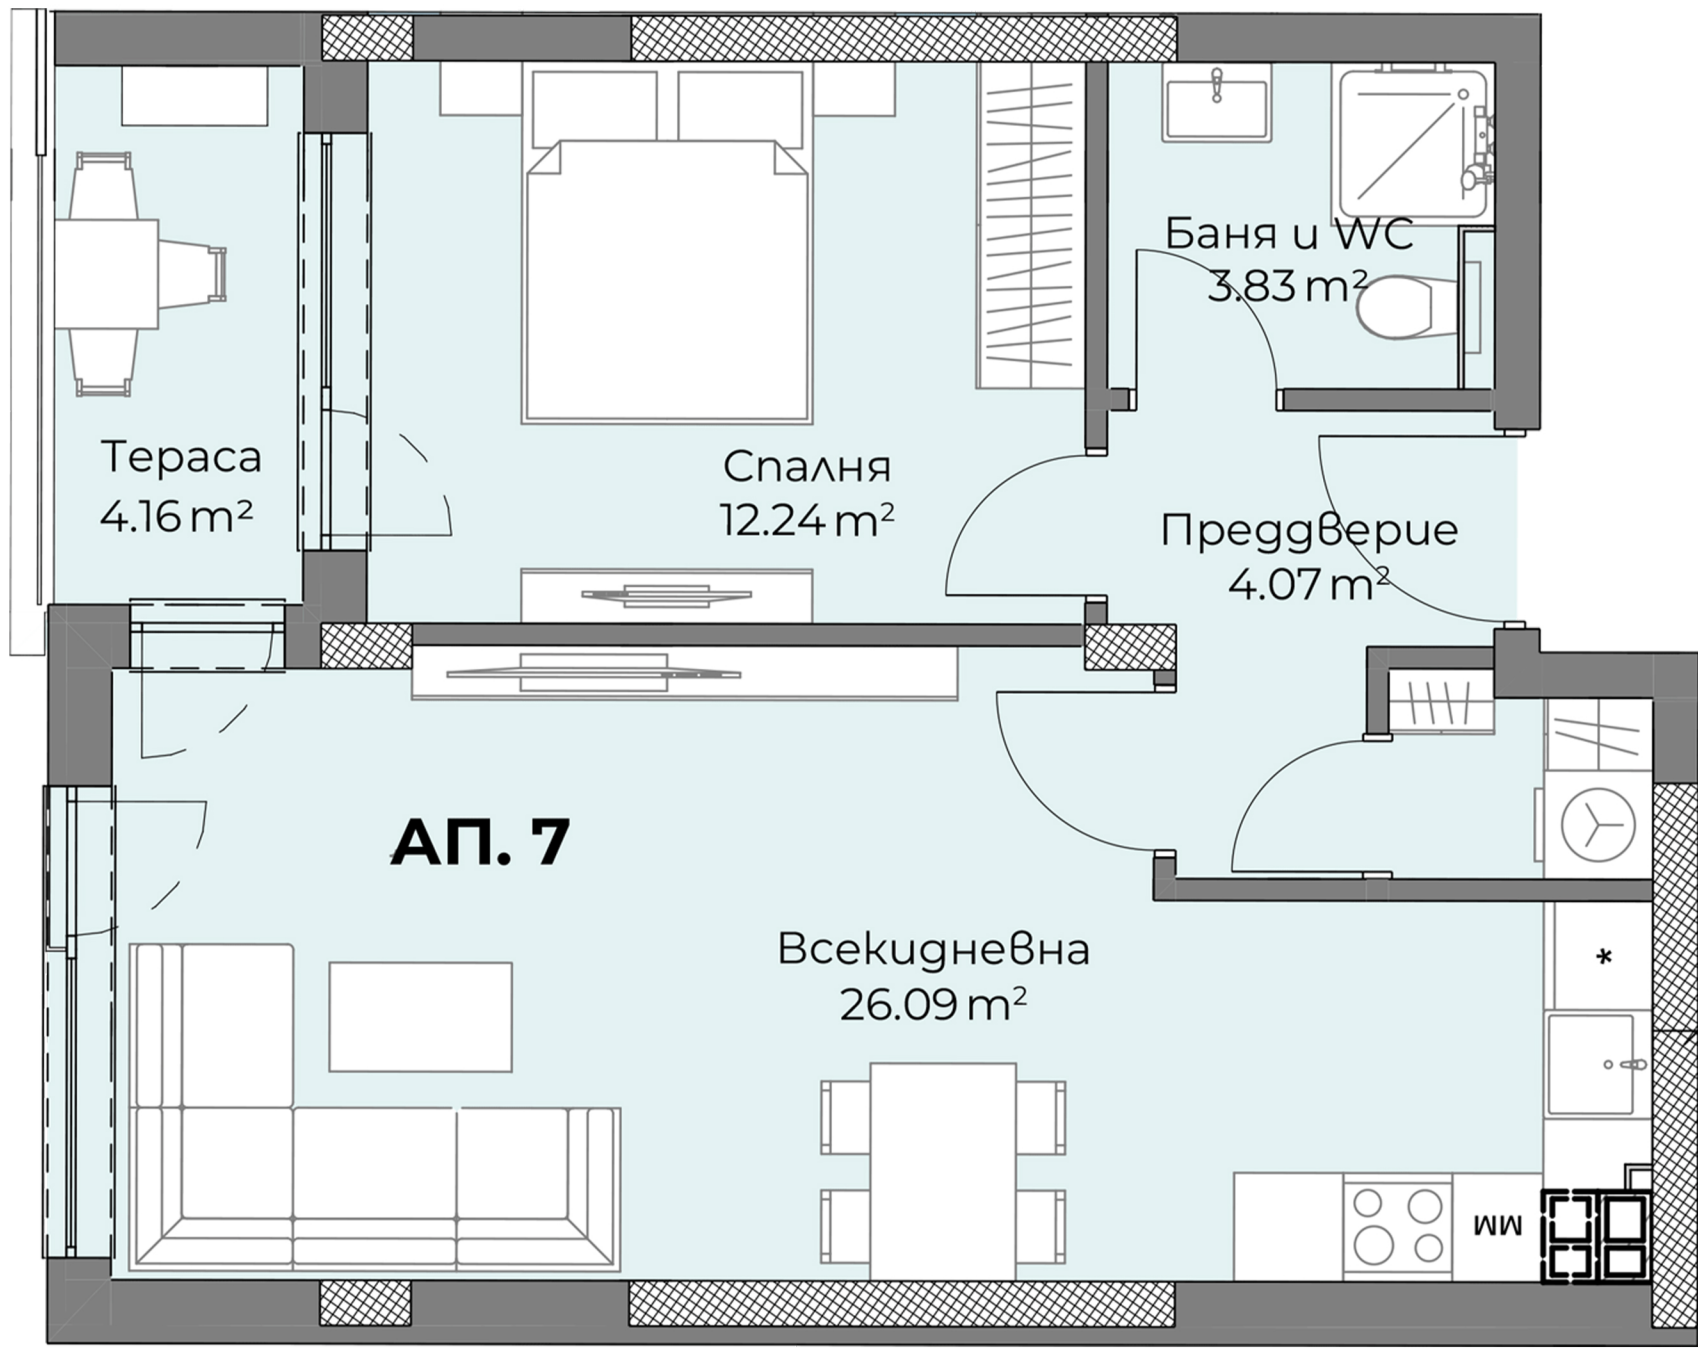 Баня и WC
3.83 m²
Тераса
4.16 m²
Спалня
12.24 m²
Преддверие
4.07 m²
АП. 7
Всекидневна
26.09 m²
*
ММ